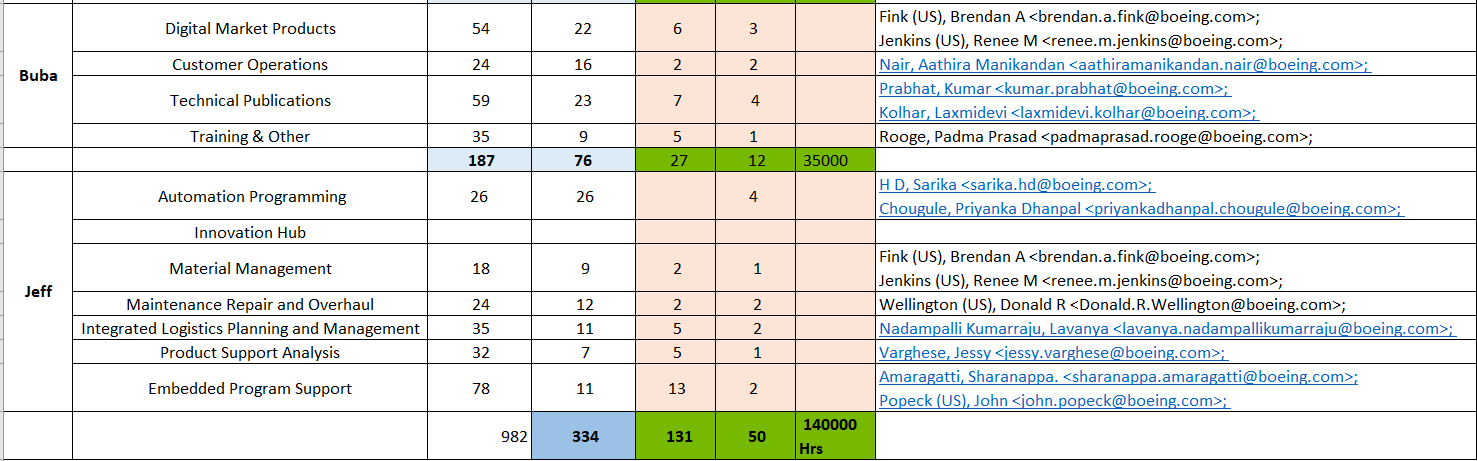 Buba
Digital Market Products 54 22 6 3 Fink (US), Brendan A <brendan.a.fink@boeing.com>;
Jenkins (US), Renee M <renee.m.jenkins@boeing.com>;
Customer Operations 24 16 2 2 Nair, Aathira Manikandan <aathiramanikandan.nair@boeing.com>;
Technical Publications 59 23 7 4 Prabhat, Kumar <kumar.prabhat@boeing.com>;
Kolhar, Laxmidevi <laxmidevi.kolhar@boeing.com>;
Training & Other 35 9 5 1 Rooge, Padma Prasad <padmaprasad.rooge@boeing.com>;
187 76 27 12 35000
Jeff
Automation Programming 26 26 4 H D, Sarika <sarika.hd@boeing.com>;
Chougule, Priyanka Dhanpal <priyankadhanpal.chougule@boeing.com>;
Innovation Hub
Material Management 18 9 2 1 Fink (US), Brendan A <brendan.a.fink@boeing.com>;
Jenkins (US), Renee M <renee.m.jenkins@boeing.com>;
Maintenance Repair and Overhaul 24 12 2 2 Wellington (US), Donald R <Donald.R.Wellington@boeing.com>;
Integrated Logistics Planning and Management 35 11 5 2 Nadampalli Kumarraju, Lavanya <lavanya.nadampallikumarraju@boeing.com>;
Product Support Analysis 32 7 5 1 Varghese, Jessy <jessy.varghese@boeing.com>;
Embedded Program Support 78 11 13 2 Amaragatti, Sharanappa. <sharanappa.amaragatti@boeing.com;
Popeck (US), John <john.popeck@boeing.com>;
982 334 131 50 140000
Hrs